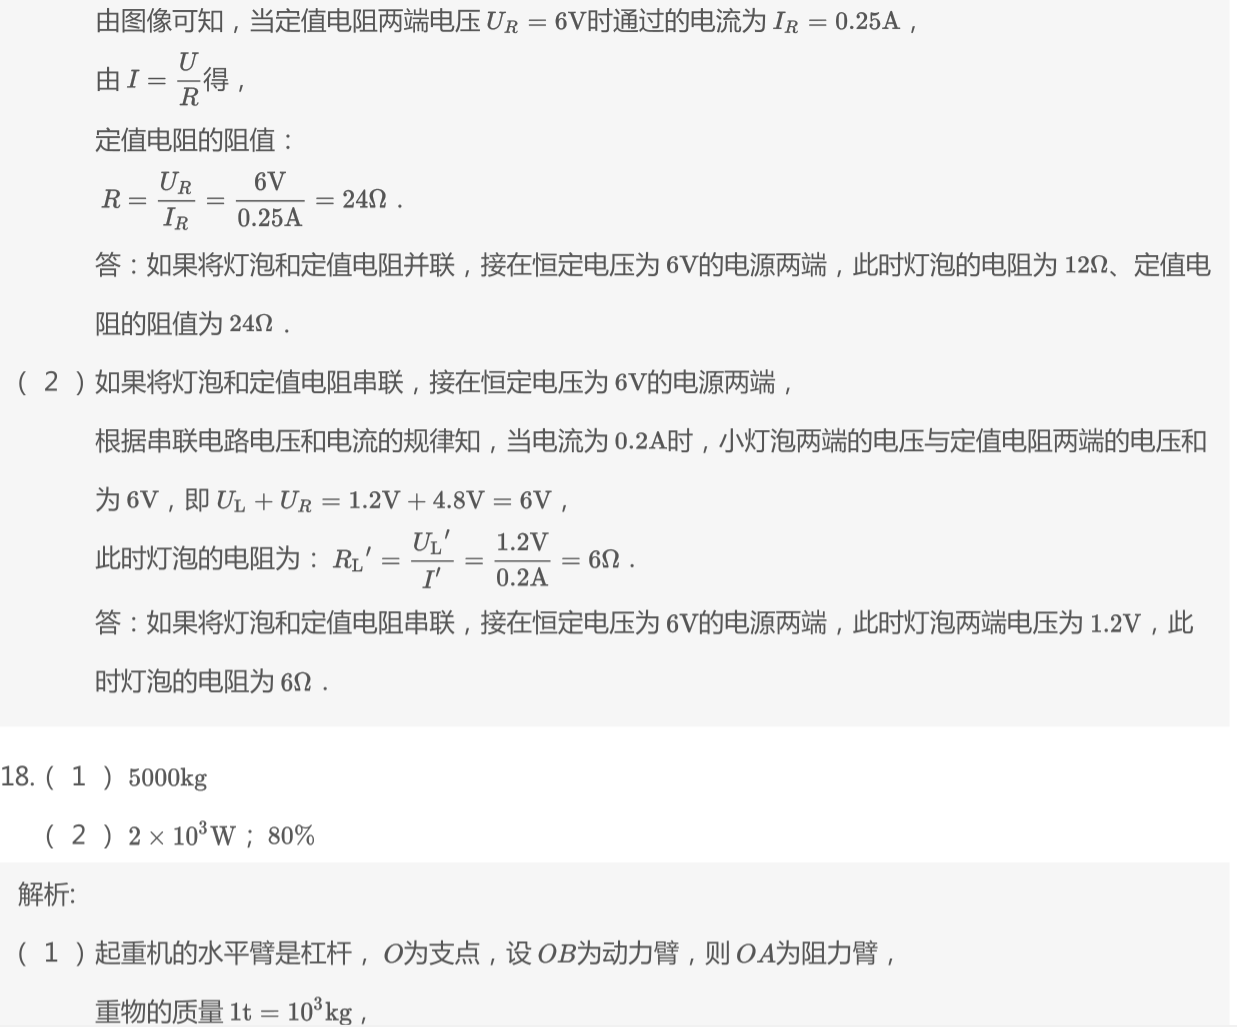 由图像可知，当定值电阻两端电压 U_R = 6V时通过的电流为 I_R = 0.25A，
由 I = U/R 得，
定值电阻的阻值：
R = U_R/I_R = 6V/0.25A = 24Ω．
答：如果将灯泡和定值电阻并联，接在恒定电压为 6V的电源两端，此时灯泡的电阻为 12Ω、定值电
阻的阻值为 24Ω．
（2）如果将灯泡和定值电阻串联，接在恒定电压为 6V的电源两端，
根据串联电路电压和电流的规律知，当电流为 0.2A时，小灯泡两端的电压与定值电阻两端的电压和
为 6V，即 U_L + U_R = 1.2V + 4.8V = 6V，
此时灯泡的电阻为：R_L′ = U_L′/I′ = 1.2V/0.2A = 6Ω．
答：如果将灯泡和定值电阻串联，接在恒定电压为 6V的电源两端，此时灯泡两端电压为 1.2V，此
时灯泡的电阻为 6Ω．
18.（1）5000kg
（2）2 × 10³W；80%
解析:
（1）起重机的水平臂是杠杆，O为支点，设 OB为动力臂，则 OA为阻力臂，
重物的质量 1t = 10³kg，